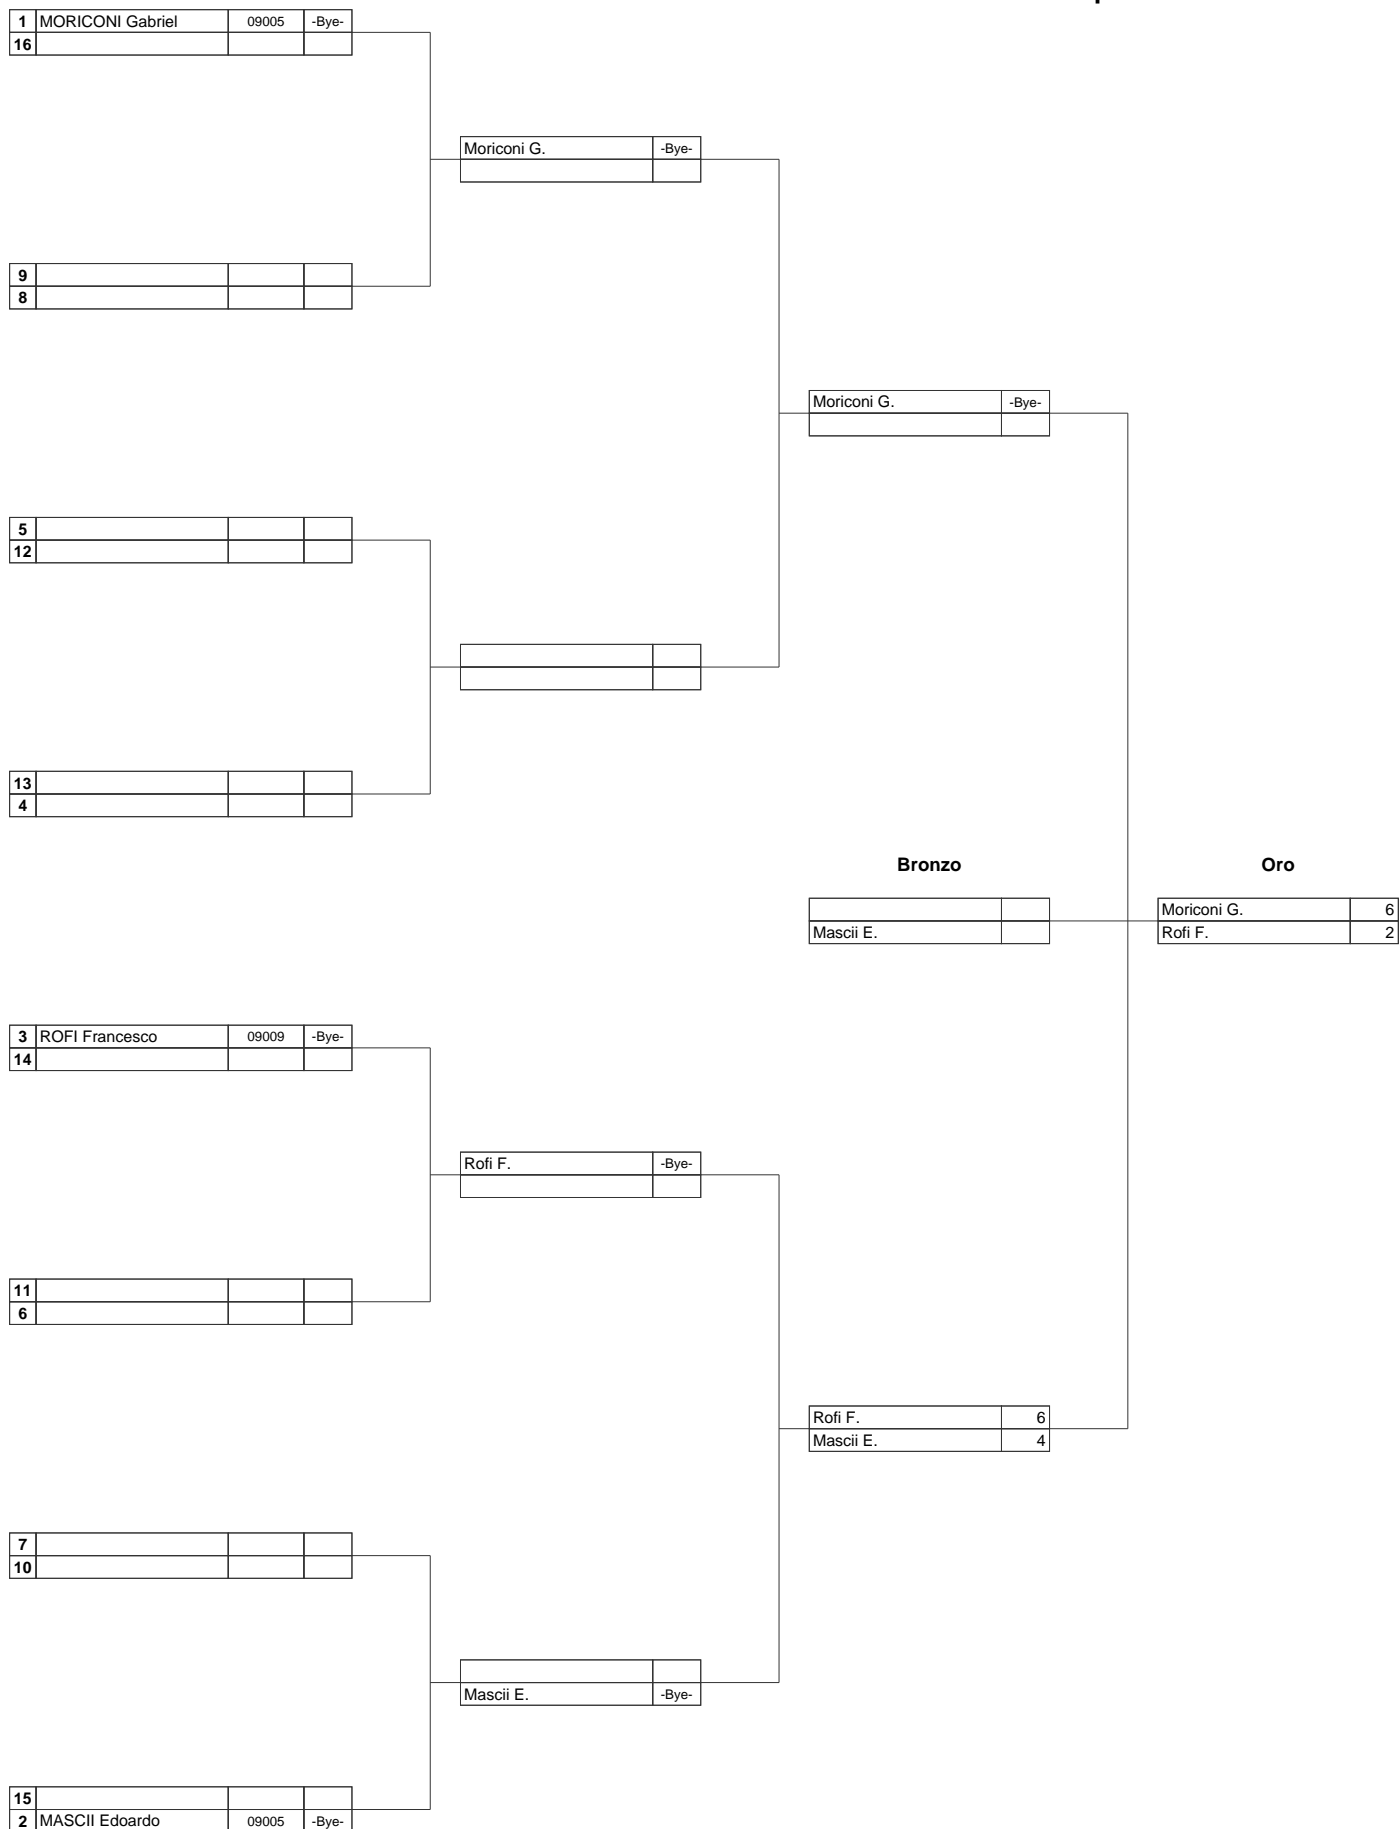 1 MORICONI Gabriel 09005 -Bye-
16
Moriconi G. -Bye-
9
8
Moriconi G. -Bye-
5
12
13
4
Bronzo Oro
Moriconi G. 6
Mascii E. Rofi F. 2
3 ROFI Francesco 09009 -Bye-
14
Rofi F. -Bye-
11
6
Rofi F. 6
Mascii E. 4
7
10
Mascii E. -Bye-
15
2 MASCII Edoardo 09005 -Bye-